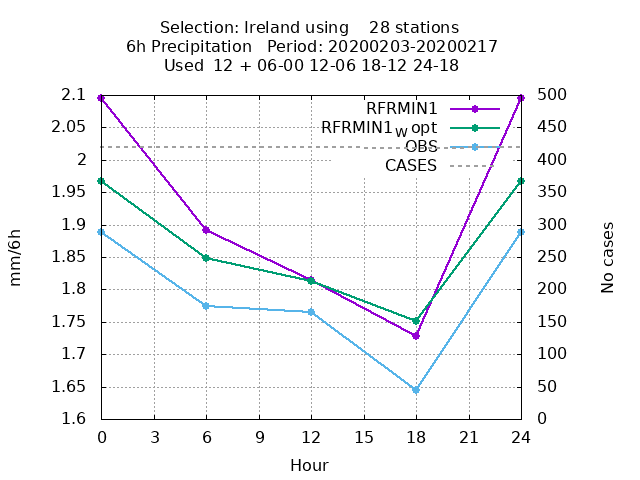 Selection: Ireland using    28 stations
6h Precipitation   Period: 20200203-20200217
Used  12 + 06-00 12-06 18-12 24-18
2.1
2.05
2
1.95
1.9
1.85
1.8
1.75
1.7
1.65
1.6
mm/6h
RFRMIN1
RFRMIN1w opt
OBS
CASES
500
450
400
350
300
250
200
150
100
50
0
No cases
0 3 6 9 12 15 18 21 24
Hour